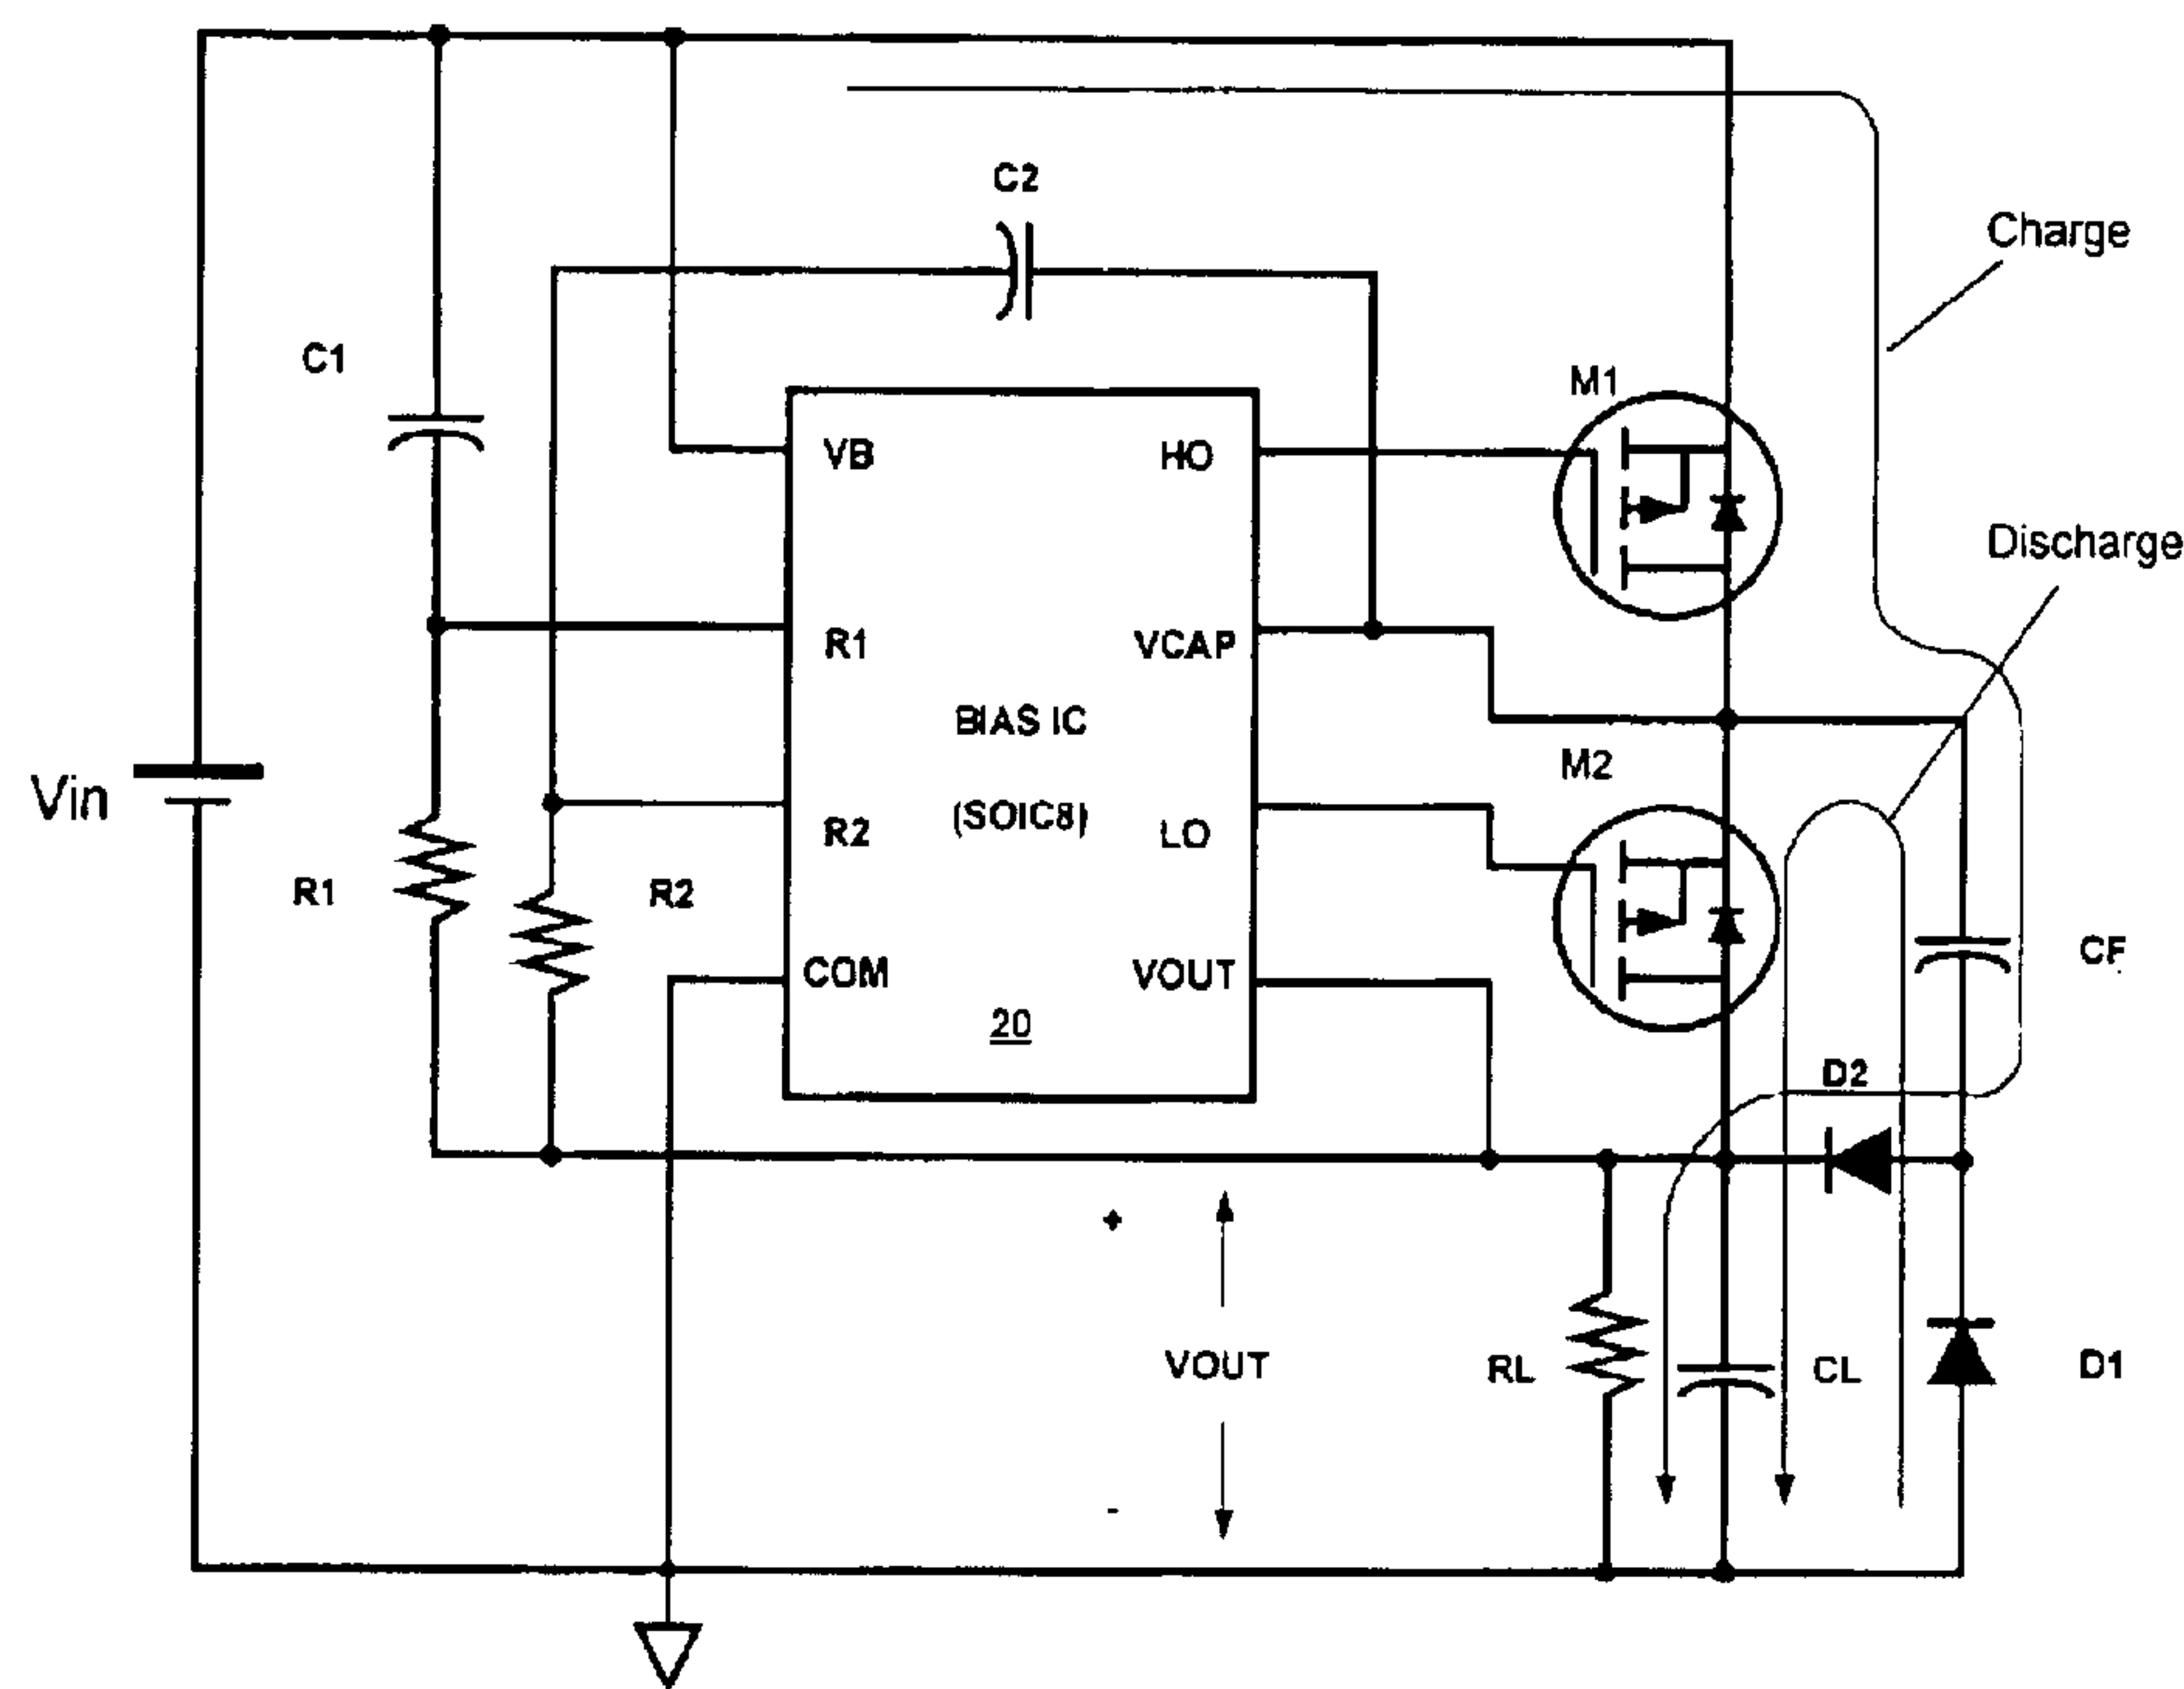 C2
Charge
C1
M1
VB
HO
Discharge
R1
VCAP
BIAS IC
M2
Vin
(SOIC8)
R2
LO
R1
R2
CF
COM
VOUT
20
D2
+
VOUT
RL
CL
D1
-